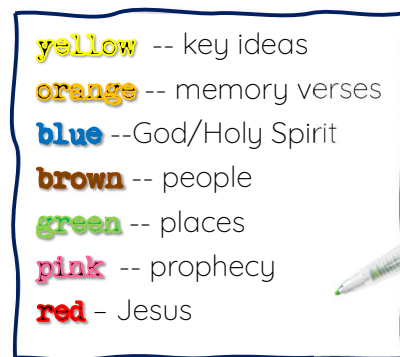 yellow -- key ideas
orange -- memory verses
blue --God/Holy Spirit
brown -- people
green -- places
pink -- prophecy
red – Jesus